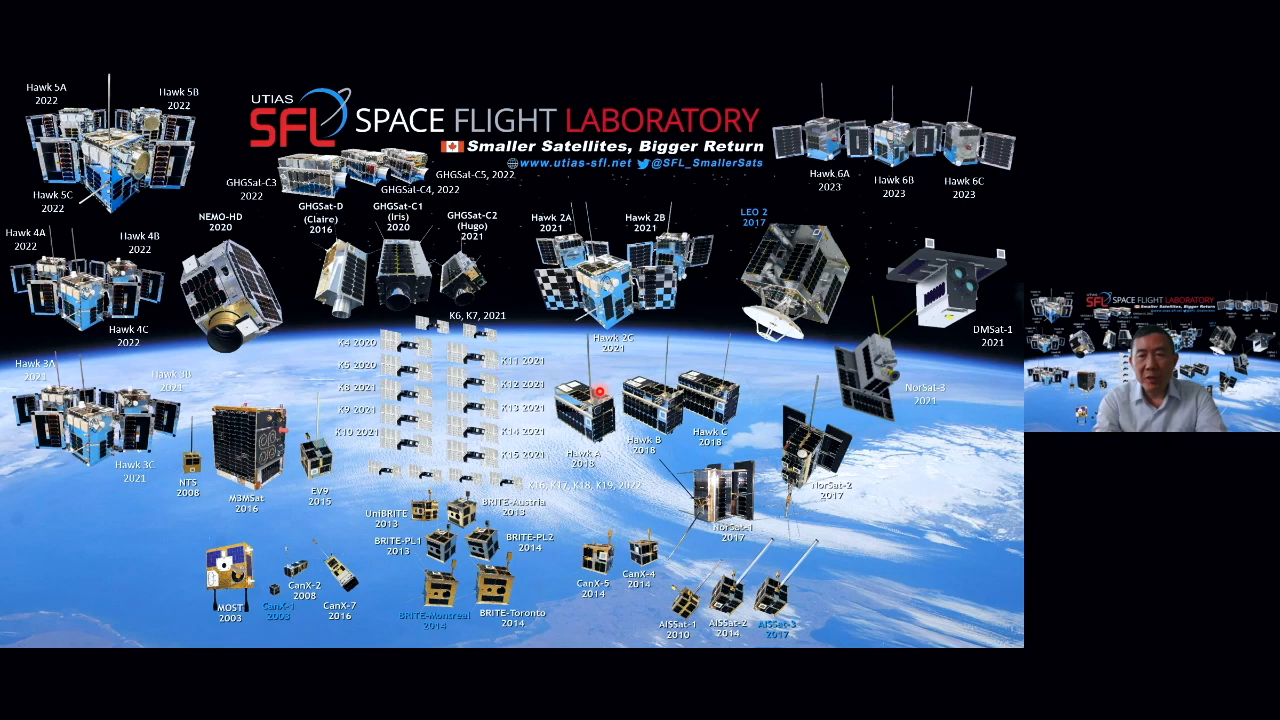 Hawk 5A
2022
Hawk 5B
2022
Hawk 5C
2022
UTIAS
SFL SPACE FLIGHT LABORATORY
Smaller Satellites, Bigger Return
www.utias-sfl.net @SFL_SmallerSats
GHGSat-C3
2022
GHGSat-C4, 2022
GHGSat-C5, 2022
Hawk 6A
2023
Hawk 6B
2023
Hawk 6C
2023
Hawk 4A
2022
Hawk 4B
2022
Hawk 4C
2022
NEMO-HD
2020
GHGSat-D
(Claire)
2016
GHGSat-C1
(Iris)
2020
GHGSat-C2
(Hugo)
2021
Hawk 2A
2021
Hawk 2B
2021
Hawk 2C
2021
LEO 2
2017
DMSat-1
2021
NorSat-3
2021
K6, K7, 2021
K4 2020
K5 2020
K8 2021
K9 2021
K10 2021
K11 2021
K12 2021
K13 2021
K14 2021
K15 2021
K16, K17, K18, K19, 2022
Hawk 3A
2021
Hawk 3B
2021
Hawk 3C
2021
NTS
2008
M3MSat
2016
EV9
2015
Hawk A
2018
Hawk B
2018
Hawk C
2018
NorSat-2
2017
NorSat-1
2017
UniBRITE
2013
BRITE-Austria
2013
BRITE-PL1
2013
BRITE-PL2
2014
BRITE-Montreal
2014
BRITE-Toronto
2014
MOST
2003
CanX-1
2003
CanX-2
2008
CanX-7
2016
CanX-5
2014
CanX-4
2014
AISSat-1
2010
AISSat-2
2014
AISSat-3
2017
UTIAS
SFL SPACE FLIGHT LABORATORY
Smaller Satellites, Bigger Return